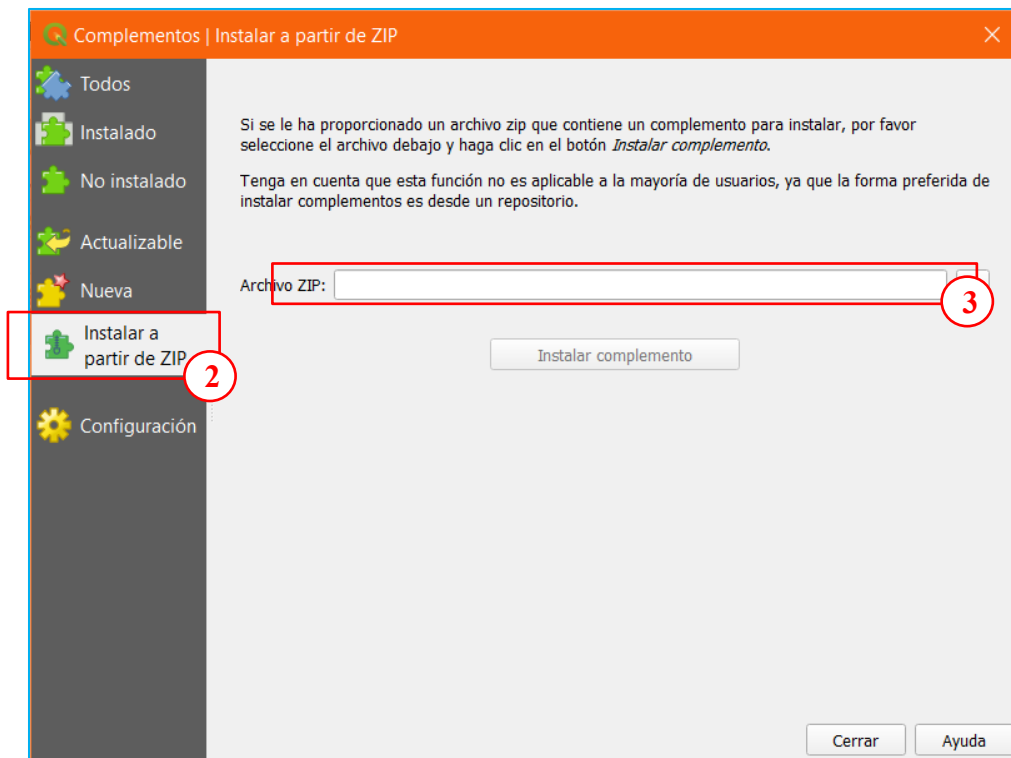 Complementos | Instalar a partir de ZIP
Todos
Instalado
No instalado
Actualizable
Nueva
Instalar a
partir de ZIP
2
Configuración
Si se le ha proporcionado un archivo zip que contiene un complemento para instalar, por favor
seleccione el archivo debajo y haga clic en el botón Instalar complemento.
Tenga en cuenta que esta función no es aplicable a la mayoría de usuarios, ya que la forma preferida de
instalar complementos es desde un repositorio.
Archivo ZIP:
3
Instalar complemento
Cerrar
Ayuda